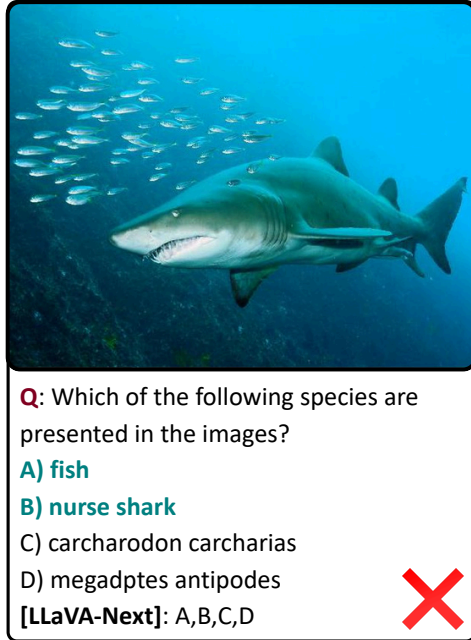 Q: Which of the following species are
presented in the images?
A) fish
B) nurse shark
C) carcharodon carcharias
D) megadptes antipodes
[LLaVA-Next]: A,B,C,D